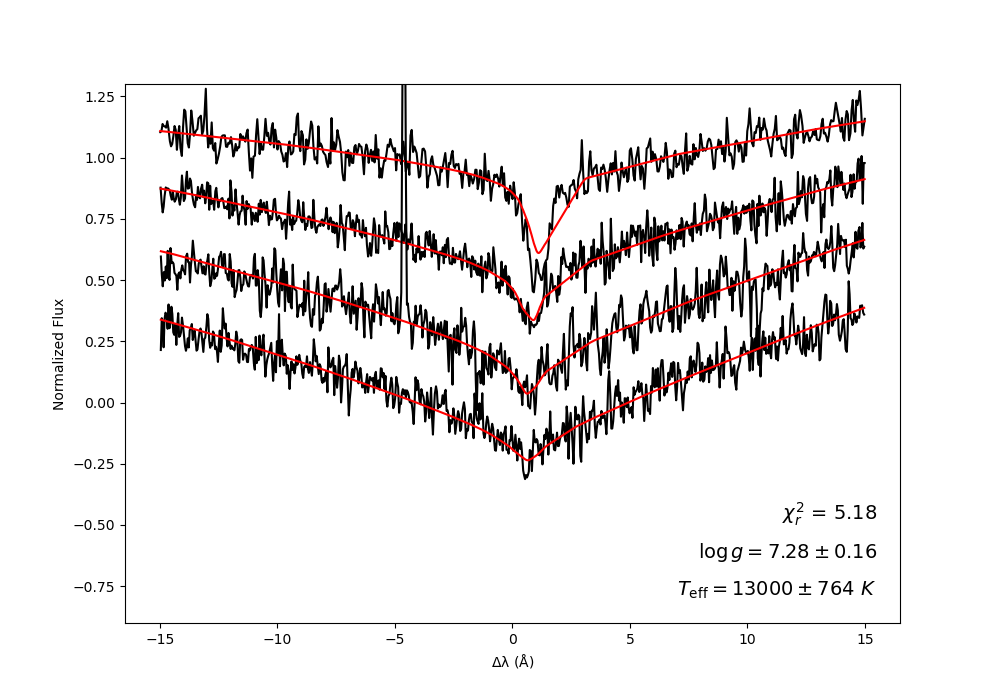 1.25
1.00
0.75
0.50
0.25
0.00
−0.25
−0.50
−0.75
Normalized Flux
χ²ᵣ = 5.18
log g = 7.28 ± 0.16
T_eff = 13000 ± 764 K
−15 −10 −5 0 5 10 15
Δλ (Å)